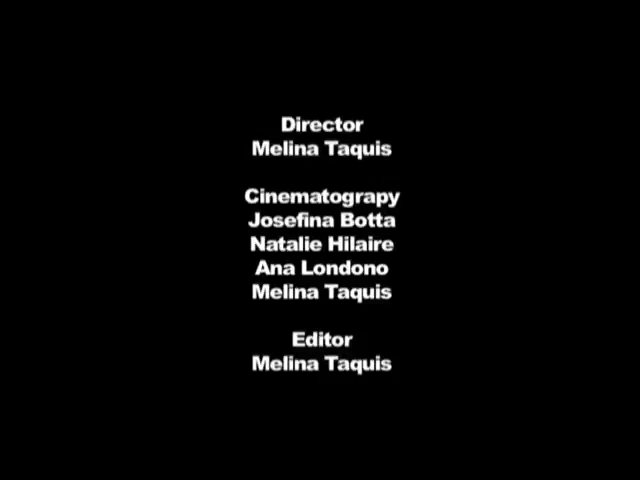 Director
Melina Taquis
Cinematograpy
Josefina Botta
Natalie Hilaire
Ana Londono
Melina Taquis
Editor
Melina Taquis